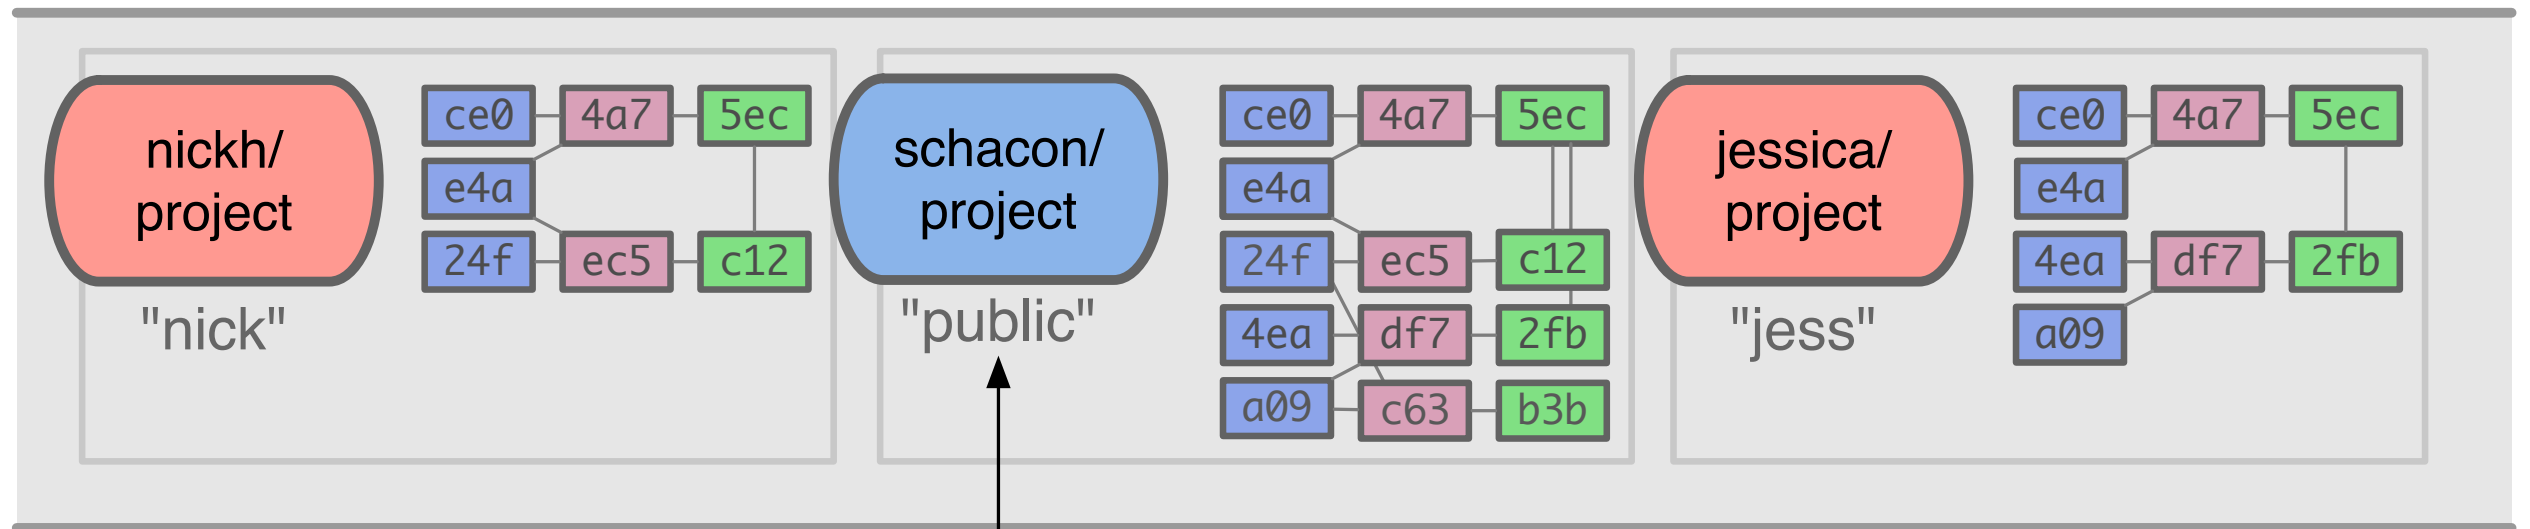 nickh/
project
"nick"
ce0 4a7 5ec
e4a
24f ec5 c12
schacon/
project
"public"
ce0 4a7 5ec
e4a
24f ec5 c12
4ea df7 2fb
a09 c63 b3b
jessica/
project
"jess"
ce0 4a7 5ec
e4a
4ea df7 2fb
a09